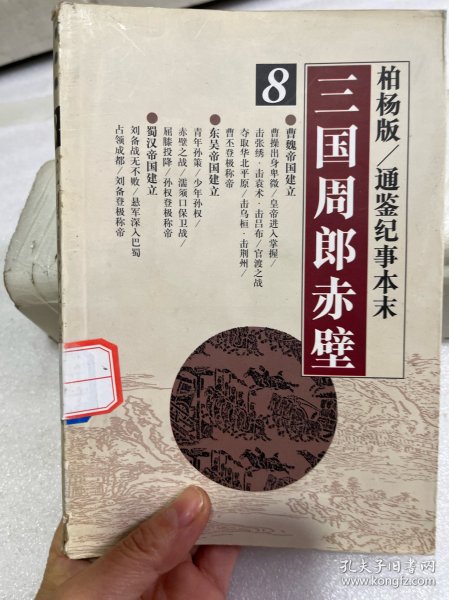 柏杨版/通鉴纪事本末
三国周郎赤壁
8
●曹魏帝国建立
曹操出身卑微/皇帝进入掌握/
击张绣·击袁术·击吕布/官渡之战
夺取华北平原/击乌桓·击荆州/
曹丕登极称帝
●东吴帝国建立
青年孙策/少年孙权/
赤壁之战/濡须口保卫战/
屈膝投降/孙权登极称帝
●蜀汉帝国建立
刘备战无不败/悬军深入巴蜀
占领成都/刘备登极称帝
孔夫子旧书网
www.kongfz.com